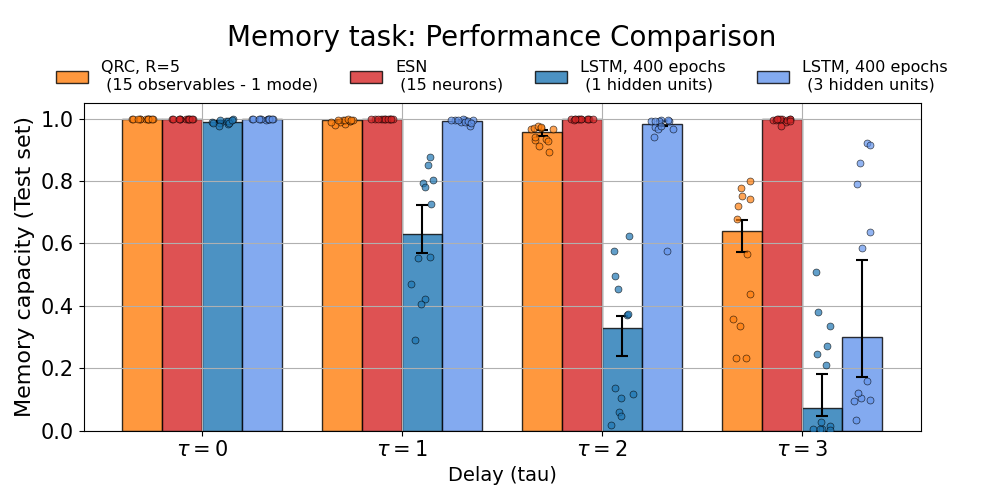 Memory task: Performance Comparison
QRC, R=5
(15 observables - 1 mode)
ESN
(15 neurons)
LSTM, 400 epochs
(1 hidden units)
LSTM, 400 epochs
(3 hidden units)
Memory capacity (Test set)
1.0
0.8
0.6
0.4
0.2
0.0
τ = 0
τ = 1
τ = 2
τ = 3
Delay (tau)